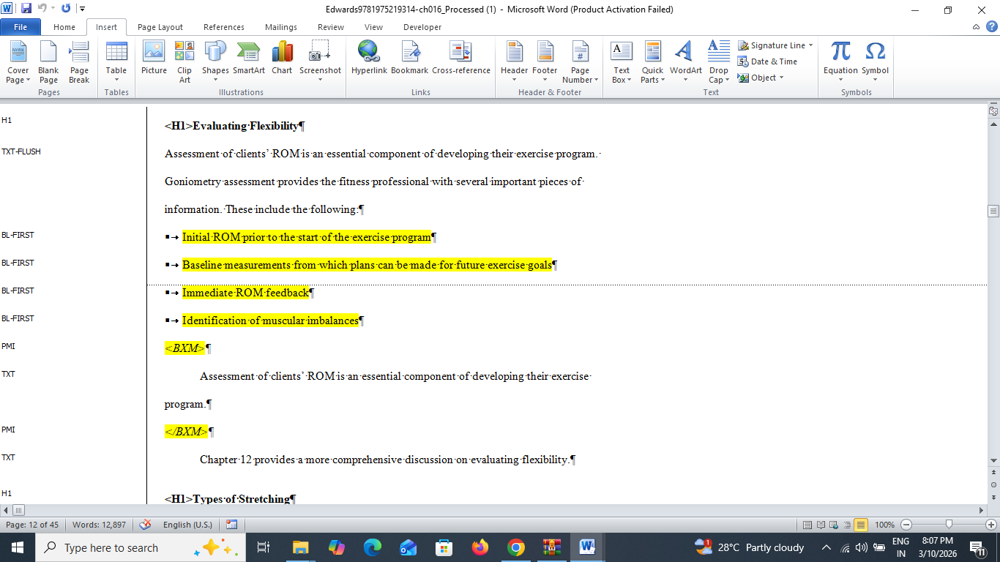 Edwards9781975219314-ch016_Processed (1) - Microsoft Word (Product Activation Failed)
File Home Insert Page Layout References Mailings Review View Developer
Cover Page Blank Page Page Break Table Picture Clip Art Shapes SmartArt Chart Screenshot Hyperlink Bookmark Cross-reference Header Footer Page Number Text Box Quick Parts WordArt Drop Cap Signature Line Date & Time Object Equation Symbol
Pages Tables Illustrations Links Header & Footer Text Symbols
H1 <H1>Evaluating·Flexibility¶
TXT-FLUSH Assessment·of·clients’·ROM·is·an·essential·component·of·developing·their·exercise·program.·
Goniometry·assessment·provides·the·fitness·professional·with·several·important·pieces·of·
information.·These·include·the·following:¶
BL-FIRST ▪→ Initial·ROM·prior·to·the·start·of·the·exercise·program¶
BL-FIRST ▪→ Baseline·measurements·from·which·plans·can·be·made·for·future·exercise·goals¶
BL-FIRST ▪→ Immediate·ROM·feedback¶
BL-FIRST ▪→ Identification·of·muscular·imbalances¶
PMI <BXM>¶
TXT Assessment·of·clients’·ROM·is·an·essential·component·of·developing·their·exercise·
program.¶
PMI </BXM>¶
TXT Chapter·12·provides·a·more·comprehensive·discussion·on·evaluating·flexibility.¶
H1 <H1>Types·of·Stretching¶
Page: 12 of 45 Words: 12,897 English (U.S.) 100%
Type here to search 28°C Partly cloudy ENG IN 8:07 PM 3/10/2026 11